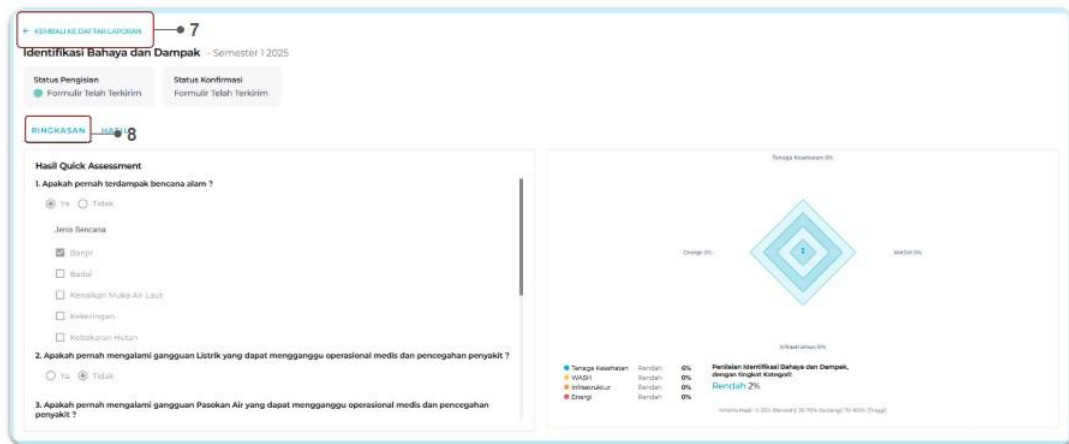 ← KEMBALI KE DAFTAR LAPORAN
7
Identifikasi Bahaya dan Dampak - Semester 1 2025
Status Pengisian
Formulir Telah Terkirim
Status Konfirmasi
Formulir Telah Terkirim
RINGKASAN HASIL
8
Hasil Quick Assessment
1. Apakah pernah terdampak bencana alam ?
Ya Tidak
Jenis Bencana
Banjir
Badai
Kenaikan Muka Air Laut
Kekeringan
Kebakaran Hutan
2. Apakah pernah mengalami gangguan Listrik yang dapat mengganggu operasional medis dan pencegahan penyakit ?
Ya Tidak
3. Apakah pernah mengalami gangguan Pasokan Air yang dapat mengganggu operasional medis dan pencegahan
penyakit ?
Tenaga Kesehatan
Energi 0%
WASH 0%
Infrastruktur 0%
Tenaga Kesehatan Rendah 6%
WASH Rendah 0%
Infrastruktur Rendah 0%
Energi Rendah 0%
Penilaian Identifikasi Bahaya dan Dampak,
dengan tingkat Kategori:
Rendah 2%